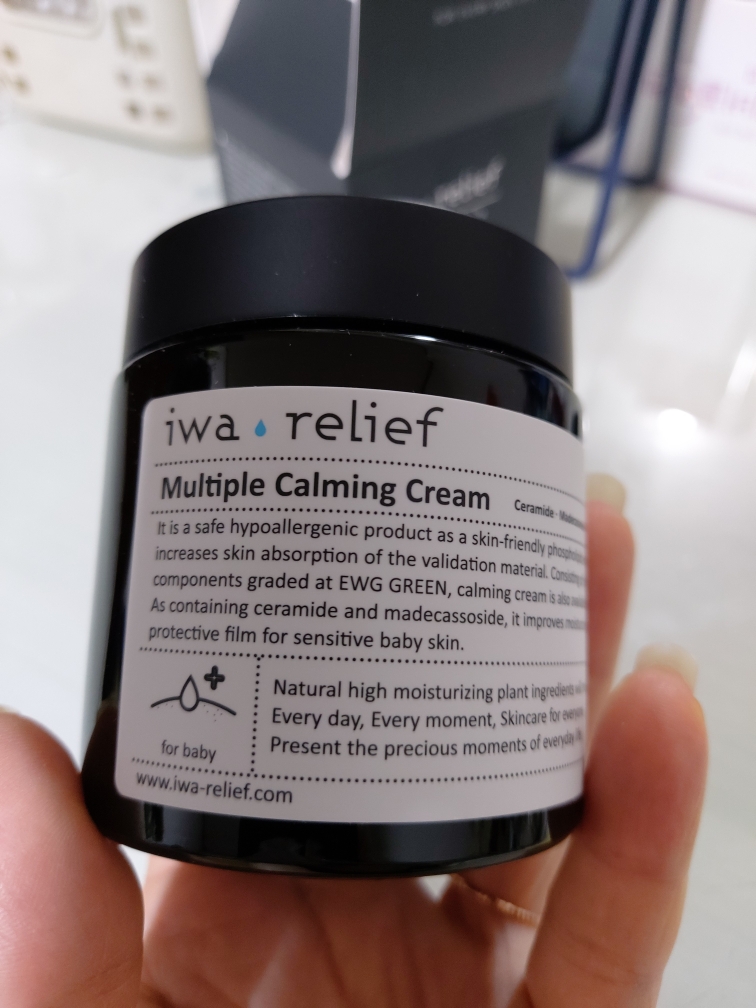 relief
iwa relief
Multiple Calming Cream
Ceramide
It is a safe hypoallergenic product as a skin-friendly
increases skin absorption of the validation material. Consisting
components graded at EWG GREEN, calming cream is also
As containing ceramide and madecassoside, it improves
protective film for sensitive baby skin.
Natural high moisturizing plant ingredients
Every day, Every moment, Skincare for
Present the precious moments of everyday
for baby
www.iwa-relief.com